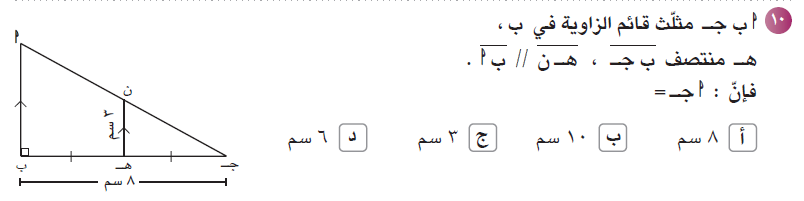 ١٠ أ ب جـ مثلّث قائم الزاوية في ب ،
هـ منتصف ب جـ ، هـ ن // ب أ .
فإنّ : أ جـ =
أ ٨ سم ب ١٠ سم ج ٣ سم د ٦ سم
أ
ن
٣ سم
ب هـ جـ
٨ سم